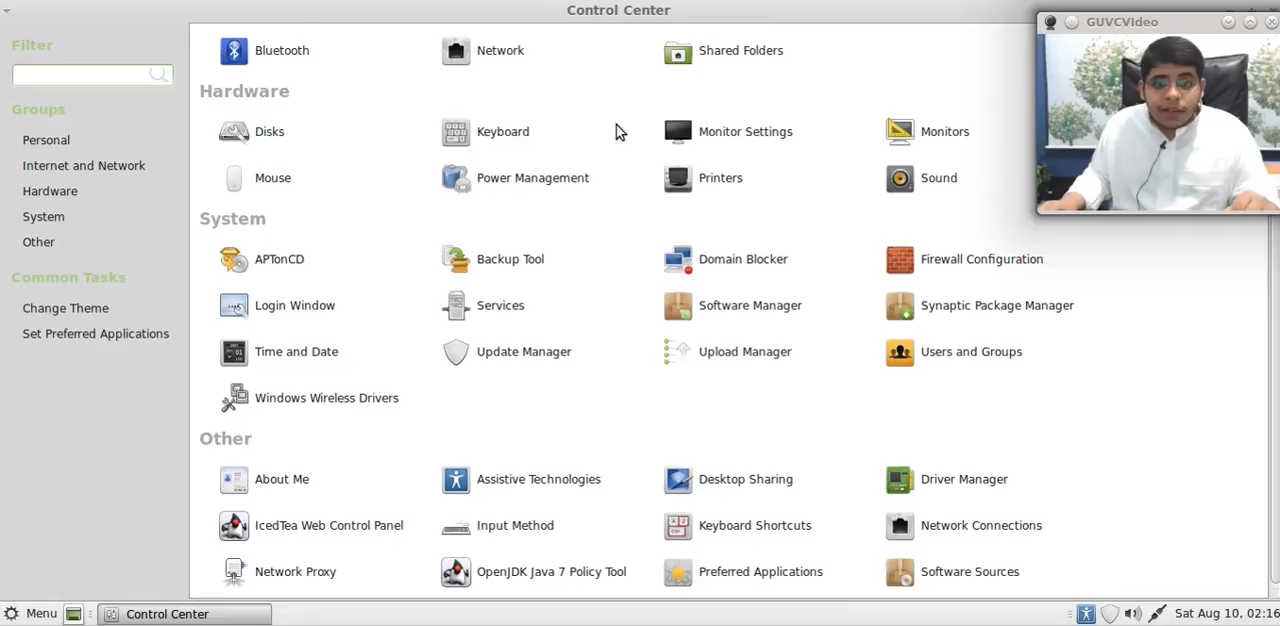 Control Center
GUVCVIdeo
Filter
Groups
Personal
Internet and Network
Hardware
System
Other
Common Tasks
Change Theme
Set Preferred Applications
Bluetooth
Network
Shared Folders
Hardware
Disks
Keyboard
Monitor Settings
Monitors
Mouse
Power Management
Printers
Sound
System
APTonCD
Backup Tool
Domain Blocker
Firewall Configuration
Login Window
Services
Software Manager
Synaptic Package Manager
Time and Date
Update Manager
Upload Manager
Users and Groups
Windows Wireless Drivers
Other
About Me
Assistive Technologies
Desktop Sharing
Driver Manager
IcedTea Web Control Panel
Input Method
Keyboard Shortcuts
Network Connections
Network Proxy
OpenJDK Java 7 Policy Tool
Preferred Applications
Software Sources
Menu
Control Center
Sat Aug 10, 02:16